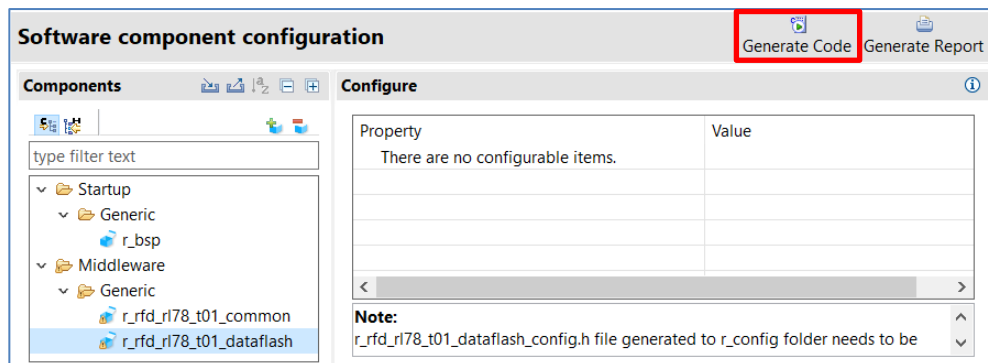 Software component configuration
Generate Code Generate Report
Components
Configure
type filter text
Startup
Generic
r_bsp
Middleware
Generic
r_rfd_rl78_t01_common
r_rfd_rl78_t01_dataflash
Property Value
There are no configurable items.
Note:
r_rfd_rl78_t01_dataflash_config.h file generated to r_config folder needs to be